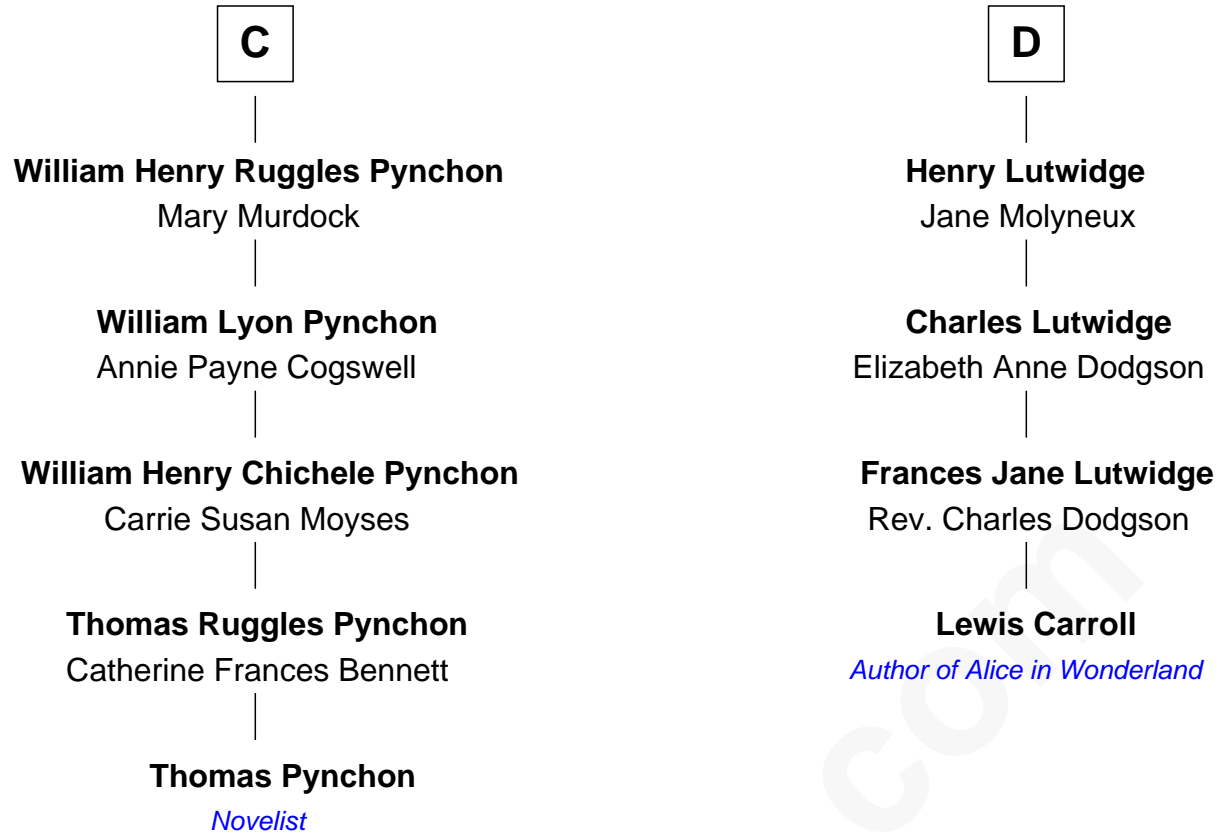 C
William Henry Ruggles Pynchon
Mary Murdock
William Lyon Pynchon
Annie Payne Cogswell
William Henry Chichele Pynchon
Carrie Susan Moyses
Thomas Ruggles Pynchon
Catherine Frances Bennett
Thomas Pynchon
Novelist
D
Henry Lutwidge
Jane Molyneux
Charles Lutwidge
Elizabeth Anne Dodgson
Frances Jane Lutwidge
Rev. Charles Dodgson
Lewis Carroll
Author of Alice in Wonderland
com